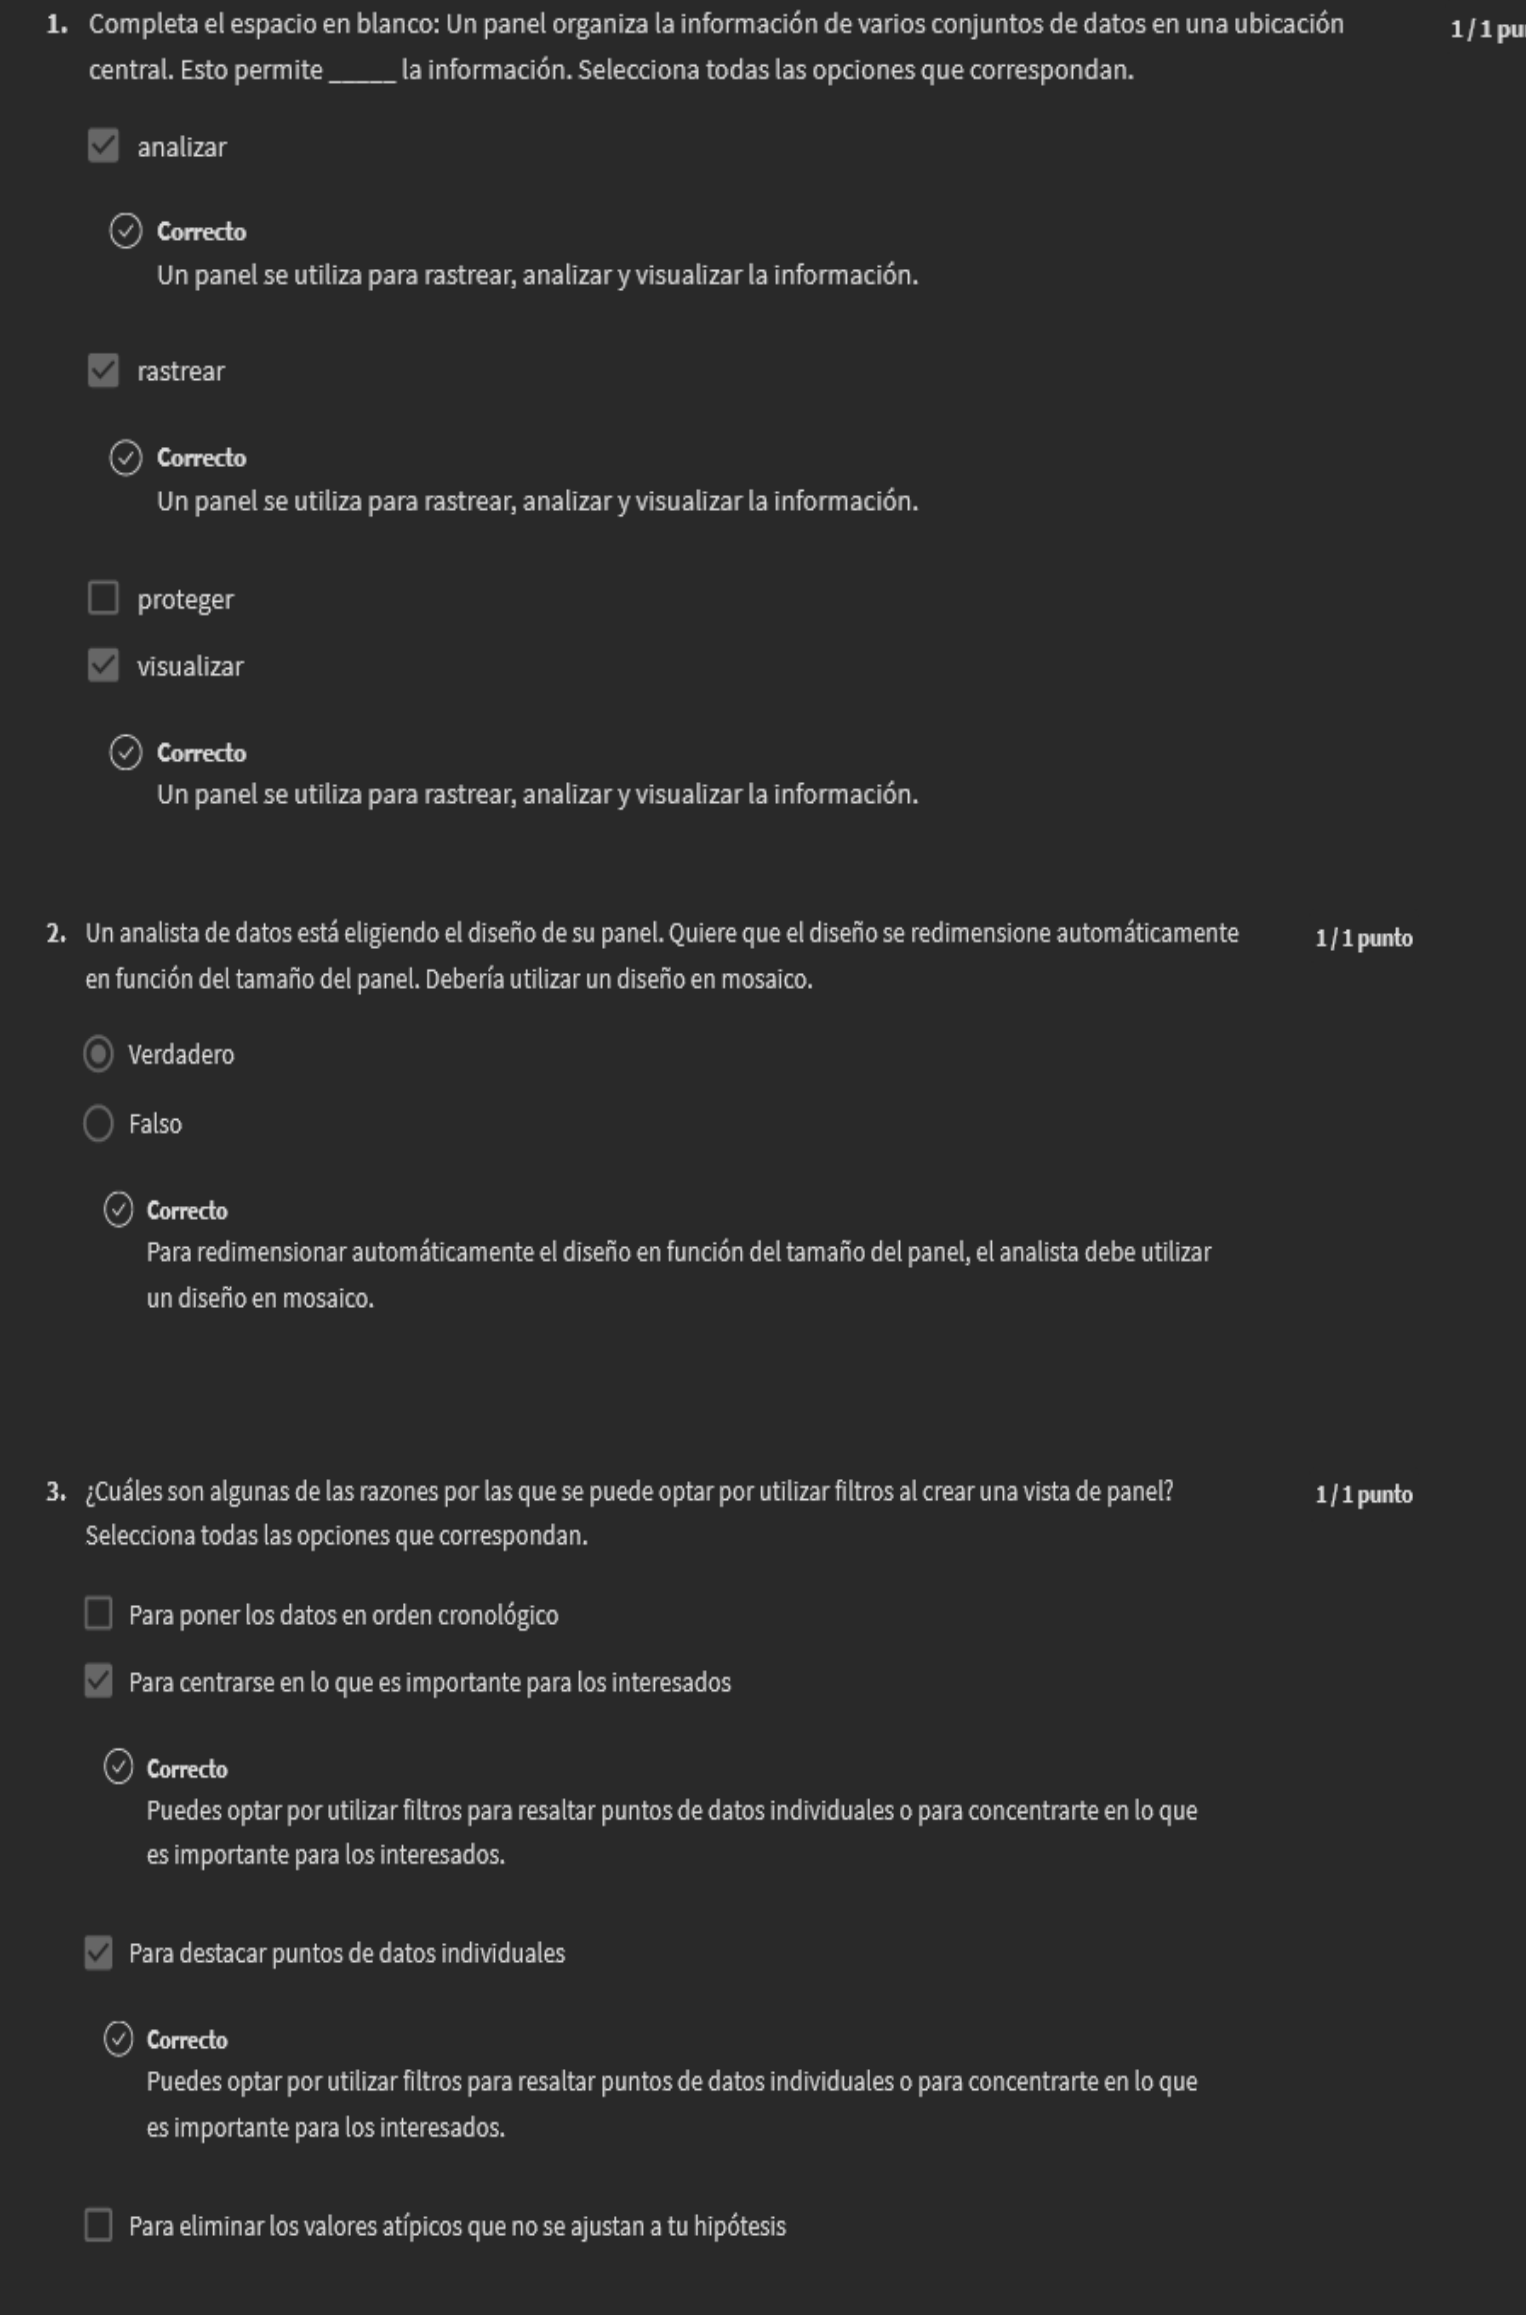 1. Completa el espacio en blanco: Un panel organiza la información de varios conjuntos de datos en una ubicación
1 / 1 pu
central. Esto permite _____ la información. Selecciona todas las opciones que correspondan.
analizar
Correcto
Un panel se utiliza para rastrear, analizar y visualizar la información.
rastrear
Correcto
Un panel se utiliza para rastrear, analizar y visualizar la información.
proteger
visualizar
Correcto
Un panel se utiliza para rastrear, analizar y visualizar la información.
2. Un analista de datos está eligiendo el diseño de su panel. Quiere que el diseño se redimensione automáticamente
1 / 1 punto
en función del tamaño del panel. Debería utilizar un diseño en mosaico.
Verdadero
Falso
Correcto
Para redimensionar automáticamente el diseño en función del tamaño del panel, el analista debe utilizar
un diseño en mosaico.
3. ¿Cuáles son algunas de las razones por las que se puede optar por utilizar filtros al crear una vista de panel?
1 / 1 punto
Selecciona todas las opciones que correspondan.
Para poner los datos en orden cronológico
Para centrarse en lo que es importante para los interesados
Correcto
Puedes optar por utilizar filtros para resaltar puntos de datos individuales o para concentrarte en lo que
es importante para los interesados.
Para destacar puntos de datos individuales
Correcto
Puedes optar por utilizar filtros para resaltar puntos de datos individuales o para concentrarte en lo que
es importante para los interesados.
Para eliminar los valores atípicos que no se ajustan a tu hipótesis